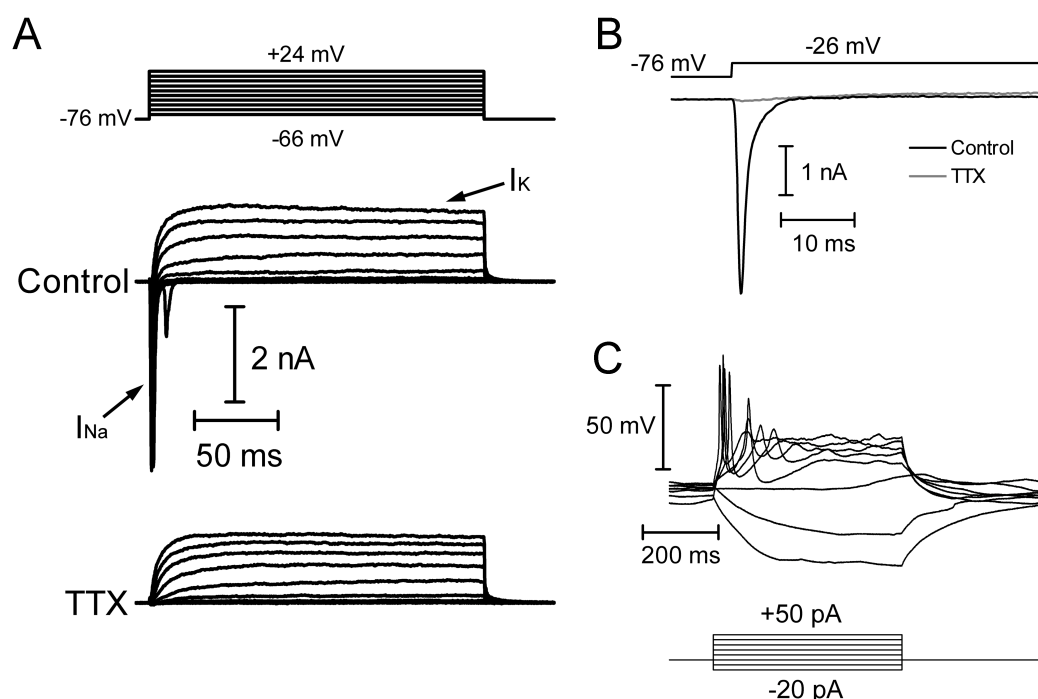 A
+24 mV
-76 mV
-66 mV
IK
Control
INa
2 nA
50 ms
TTX
B
-26 mV
-76 mV
Control
TTX
1 nA
10 ms
C
50 mV
200 ms
+50 pA
-20 pA